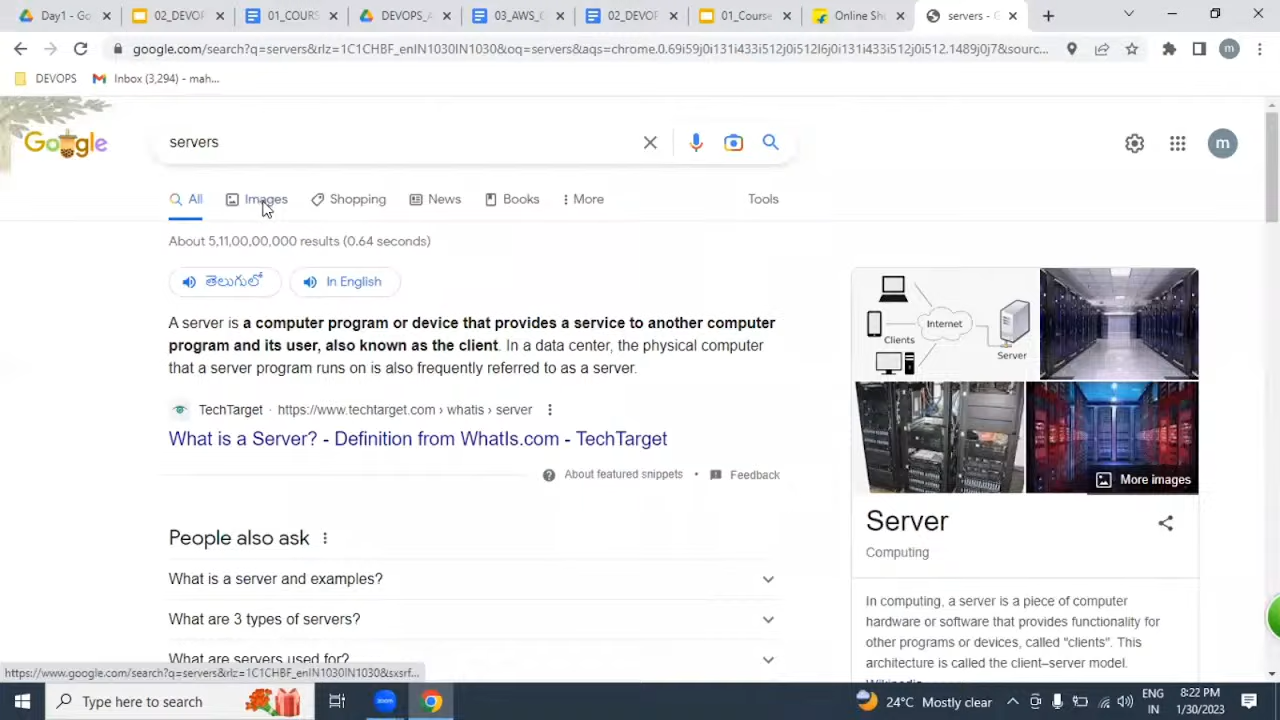 Day1 - Go
02_DEVOP
01_COURS
DEVOPS_A
03_AWS_C
02_DEVOP
01_Course
Online Sho
servers - G
google.com/search?q=servers&rlz=1C1CHBF_enIN1030IN1030&oq=servers&aqs=chrome.0.69i59j0i131i433i512j0i512l6j0i131i433i512j0i512.1489j0j7&sourc...
m
DEVOPS
Inbox (3,294) - mah...
Google
servers
m
All
Images
Shopping
News
Books
More
Tools
About 5,11,00,00,000 results (0.64 seconds)
తెలుగులో
In English
A server is a computer program or device that provides a service to another computer
program and its user, also known as the client. In a data center, the physical computer
that a server program runs on is also frequently referred to as a server.
TechTarget · https://www.techtarget.com › whatis › server
What is a Server? - Definition from WhatIs.com - TechTarget
About featured snippets • Feedback
People also ask
What is a server and examples?
What are 3 types of servers?
What are servers used for?
Internet
Clients
Server
More images
Server
Computing
In computing, a server is a piece of computer
hardware or software that provides functionality for
other programs or devices, called "clients". This
architecture is called the client–server model.
Wikipedia
https://www.google.com/search?q=servers&rlz=1C1CHBF_enIN1030IN1030&sxsrf...
Type here to search
zoom
24°C Mostly clear
ENG
IN
8:22 PM
1/30/2023